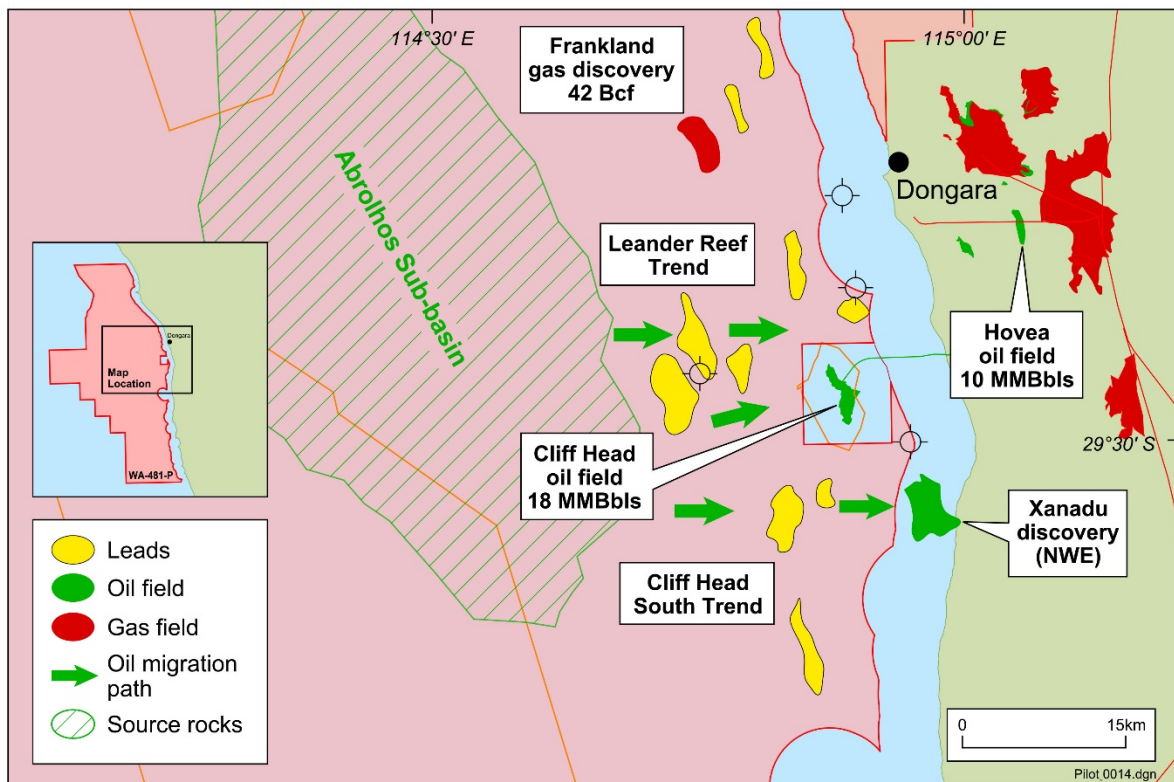 114°30' E
115°00' E
Frankland
gas discovery
42 Bcf
Dongara
Abrolhos Sub-basin
Leander Reef
Trend
Hovea
oil field
10 MMBbls
29°30' S
Dongara
Map
Location
WA-481-P
Cliff Head
oil field
18 MMBbls
Xanadu
discovery
(NWE)
Cliff Head
South Trend
Leads
Oil field
Gas field
Oil migration
path
Source rocks
0 15km
Pilot 0014.dgn